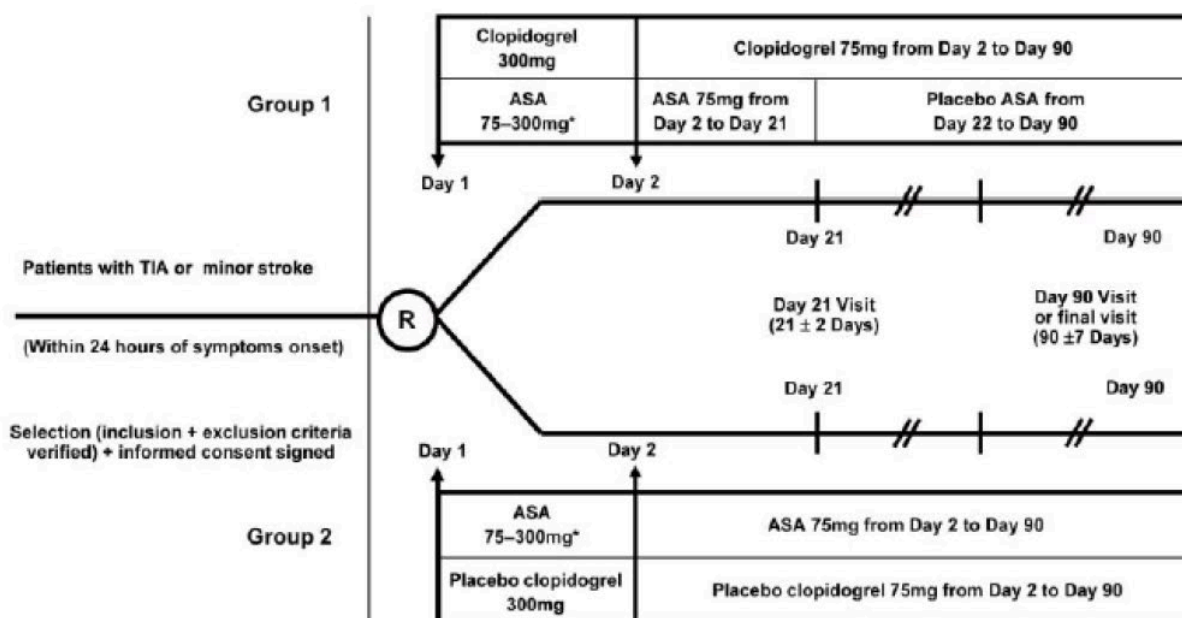 Clopidogrel
300mg
Clopidogrel 75mg from Day 2 to Day 90
Group 1
ASA
75–300mg*
ASA 75mg from
Day 2 to Day 21
Placebo ASA from
Day 22 to Day 90
Day 1
Day 2
Day 21
Day 90
Patients with TIA or minor stroke
R
(Within 24 hours of symptoms onset)
Day 21 Visit
(21 ± 2 Days)
Day 90 Visit
or final visit
(90 ±7 Days)
Day 21
Day 90
Selection (inclusion + exclusion criteria
verified) + informed consent signed
Day 1
Day 2
Group 2
ASA
75–300mg*
ASA 75mg from Day 2 to Day 90
Placebo clopidogrel
300mg
Placebo clopidogrel 75mg from Day 2 to Day 90